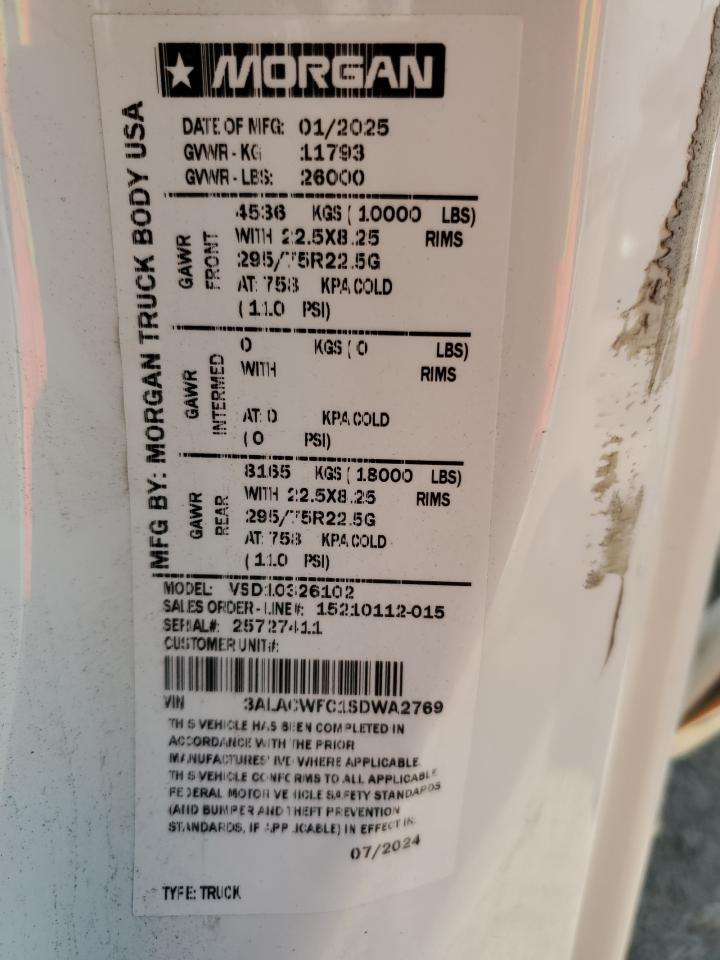 MORGAN
MFG BY: MORGAN TRUCK BODY USA
DATE OF MFG: 01/2025
GVWR - KG 11793
GVWR - LBS: 26000
GAWR FRONT
4536 KGS ( 10000 LBS)
WITH 22.5X8.25 RIMS
295/75R22.5G
AT: 758 KPA COLD
( 110 PSI)
GAWR INTERMED
0 KGS ( 0 LBS)
WITH RIMS
AT: 0 KPA COLD
( 0 PSI)
GAWR REAR
8165 KGS ( 18000 LBS)
WITH 22.5X8.25 RIMS
295/75R22.5G
AT: 758 KPA COLD
( 110 PSI)
MODEL: VSD10326102
SALES ORDER - LINE#: 15210112-015
SERIAL#: 25727411
CUSTOMER UNIT#:
VIN 3ALACWFC1SDWA2769
THIS VEHICLE HAS BEEN COMPLETED IN
ACCORDANCE WITH THE PRIOR
MANUFACTURES' IVD WHERE APPLICABLE.
THIS VEHICLE CONFORMS TO ALL APPLICABLE
FEDERAL MOTOR VEHICLE SAFETY STANDARDS
(AND BUMPER AND THEFT PREVENTION
STANDARDS, IF APPLICABLE) IN EFFECT IN
07/2024
TYPE: TRUCK